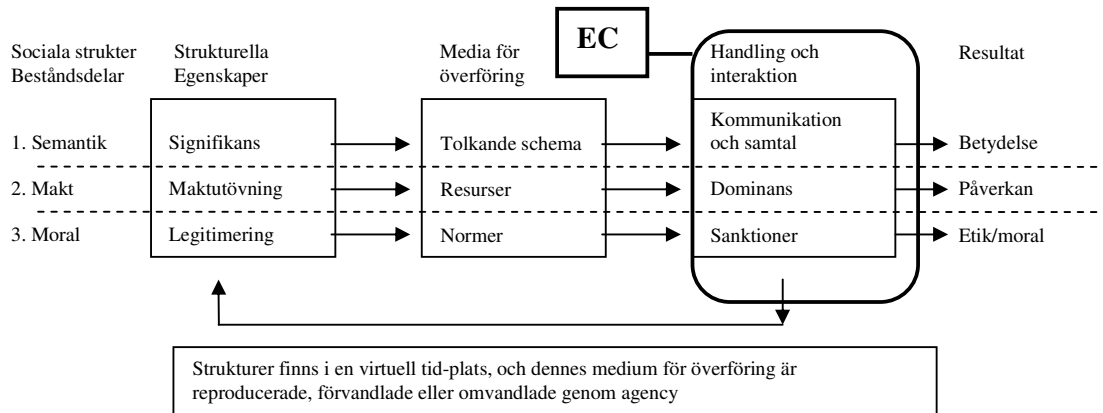 EC
Sociala strukter
Beståndsdelar
Strukturella
Egenskaper
Media för
överföring
Handling och
interaktion
Resultat
1. Semantik
Signifikans
Tolkande schema
Kommunikation
och samtal
Betydelse
2. Makt
Maktutövning
Resurser
Dominans
Påverkan
3. Moral
Legitimering
Normer
Sanktioner
Etik/moral
Strukturer finns i en virtuell tid-plats, och dennes medium för överföring är
reproducerade, förvandlade eller omvandlade genom agency